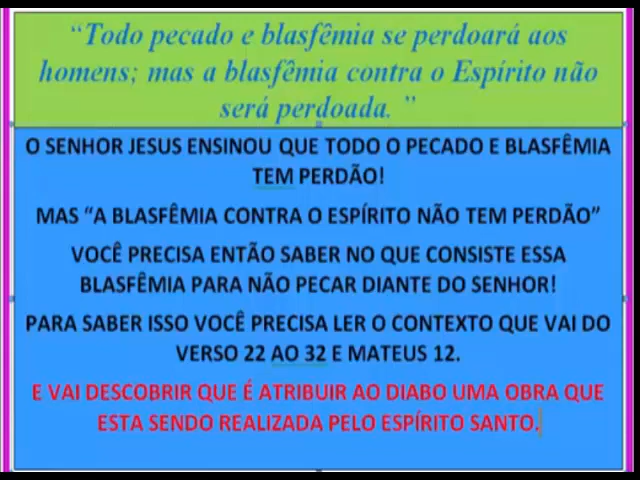 “Todo pecado e blasfêmia se perdoará aos
homens; mas a blasfêmia contra o Espírito não
será perdoada. ”
O SENHOR JESUS ENSINOU QUE TODO O PECADO E BLASFÊMIA
TEM PERDÃO!
MAS “A BLASFÊMIA CONTRA O ESPÍRITO NÃO TEM PERDÃO”
VOCÊ PRECISA ENTÃO SABER NO QUE CONSISTE ESSA
BLASFÊMIA PARA NÃO PECAR DIANTE DO SENHOR!
PARA SABER ISSO VOCÊ PRECISA LER O CONTEXTO QUE VAI DO
VERSO 22 AO 32 E MATEUS 12.
E VAI DESCOBRIR QUE É ATRIBUIR AO DIABO UMA OBRA QUE
ESTA SENDO REALIZADA PELO ESPÍRITO SANTO.